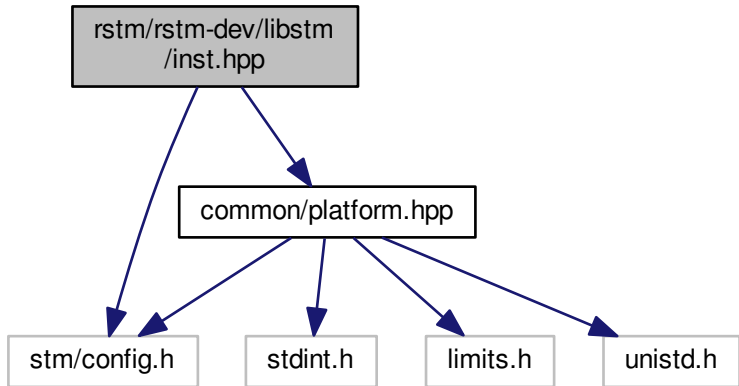 rstm/rstm-dev/libstm
/inst.hpp
common/platform.hpp
stm/config.h
stdint.h
limits.h
unistd.h